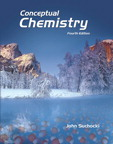 Conceptual
Chemistry
Fourth Edition
John Suchocki